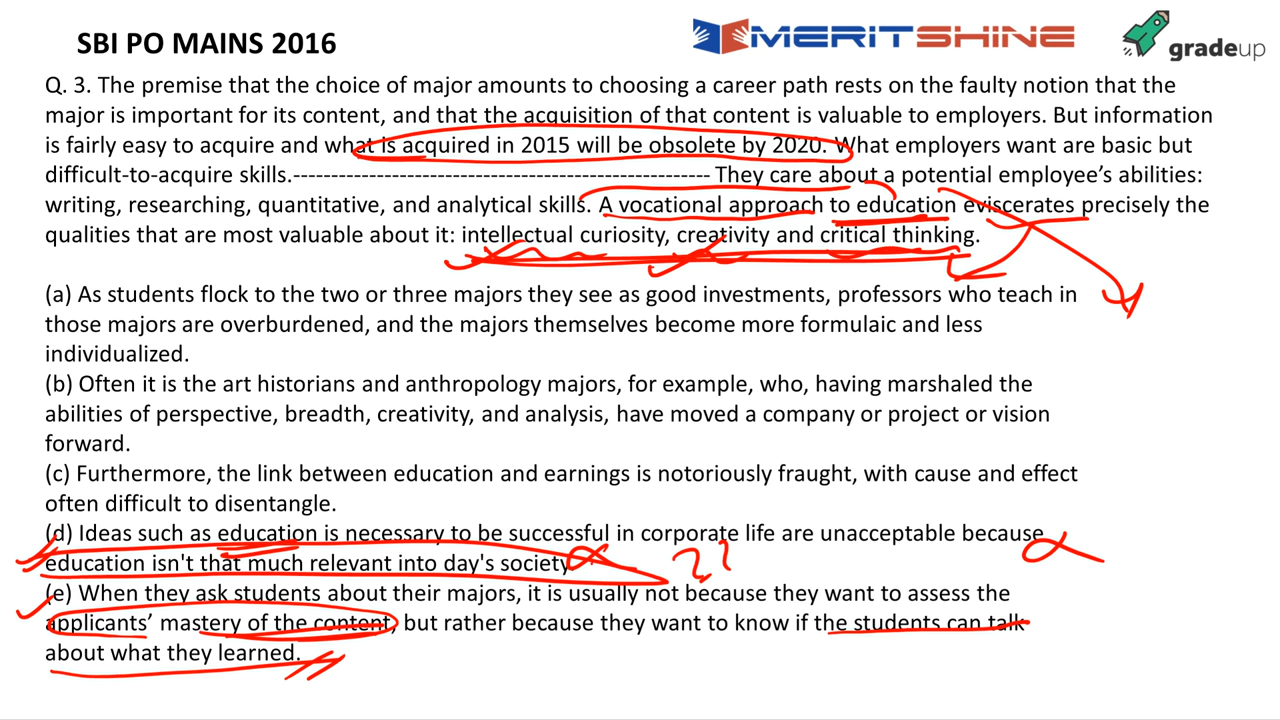 SBI PO MAINS 2016
MERITSHINE
gradeup
Q. 3. The premise that the choice of major amounts to choosing a career path rests on the faulty notion that the
major is important for its content, and that the acquisition of that content is valuable to employers. But information
is fairly easy to acquire and what is acquired in 2015 will be obsolete by 2020. What employers want are basic but
difficult-to-acquire skills.------------------------------------------------------- They care about a potential employee’s abilities:
writing, researching, quantitative, and analytical skills. A vocational approach to education eviscerates precisely the
qualities that are most valuable about it: intellectual curiosity, creativity and critical thinking.
(a) As students flock to the two or three majors they see as good investments, professors who teach in
those majors are overburdened, and the majors themselves become more formulaic and less
individualized.
(b) Often it is the art historians and anthropology majors, for example, who, having marshaled the
abilities of perspective, breadth, creativity, and analysis, have moved a company or project or vision
forward.
(c) Furthermore, the link between education and earnings is notoriously fraught, with cause and effect
often difficult to disentangle.
(d) Ideas such as education is necessary to be successful in corporate life are unacceptable because
education isn't that much relevant into day's society
??
(e) When they ask students about their majors, it is usually not because they want to assess the
applicants’ mastery of the content, but rather because they want to know if the students can talk
about what they learned.